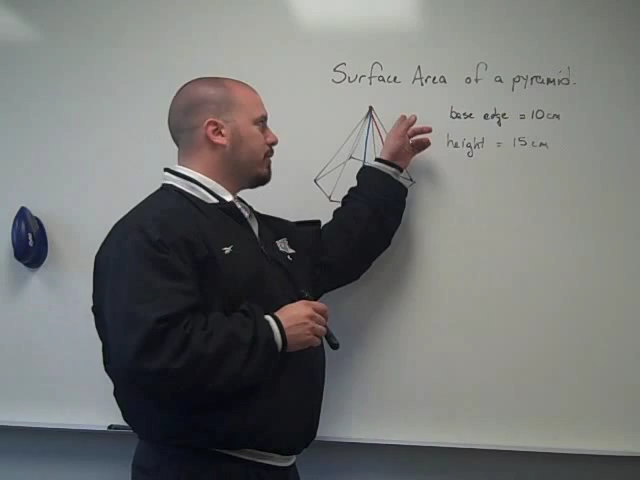 Surface Area of a pyramid.
base edge = 10cm
height = 15cm